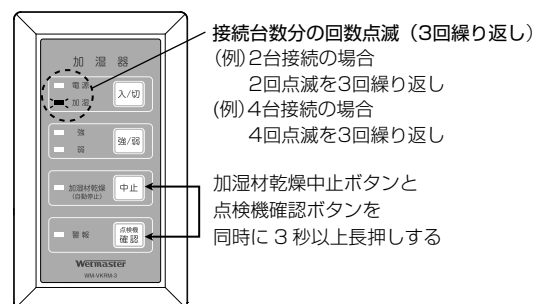 接続台数分の回数点滅（3回繰り返し）
(例)2台接続の場合
2回点滅を3回繰り返し
(例)4台接続の場合
4回点滅を3回繰り返し
加湿材乾燥中止ボタンと
点検機確認ボタンを
同時に 3 秒以上長押しする
加湿器
電源
加湿
入/切
強
弱
強/弱
加湿材乾燥
(自動停止)
中止
警報
点検機
確認
Wetmaster
WM-VKRM-3